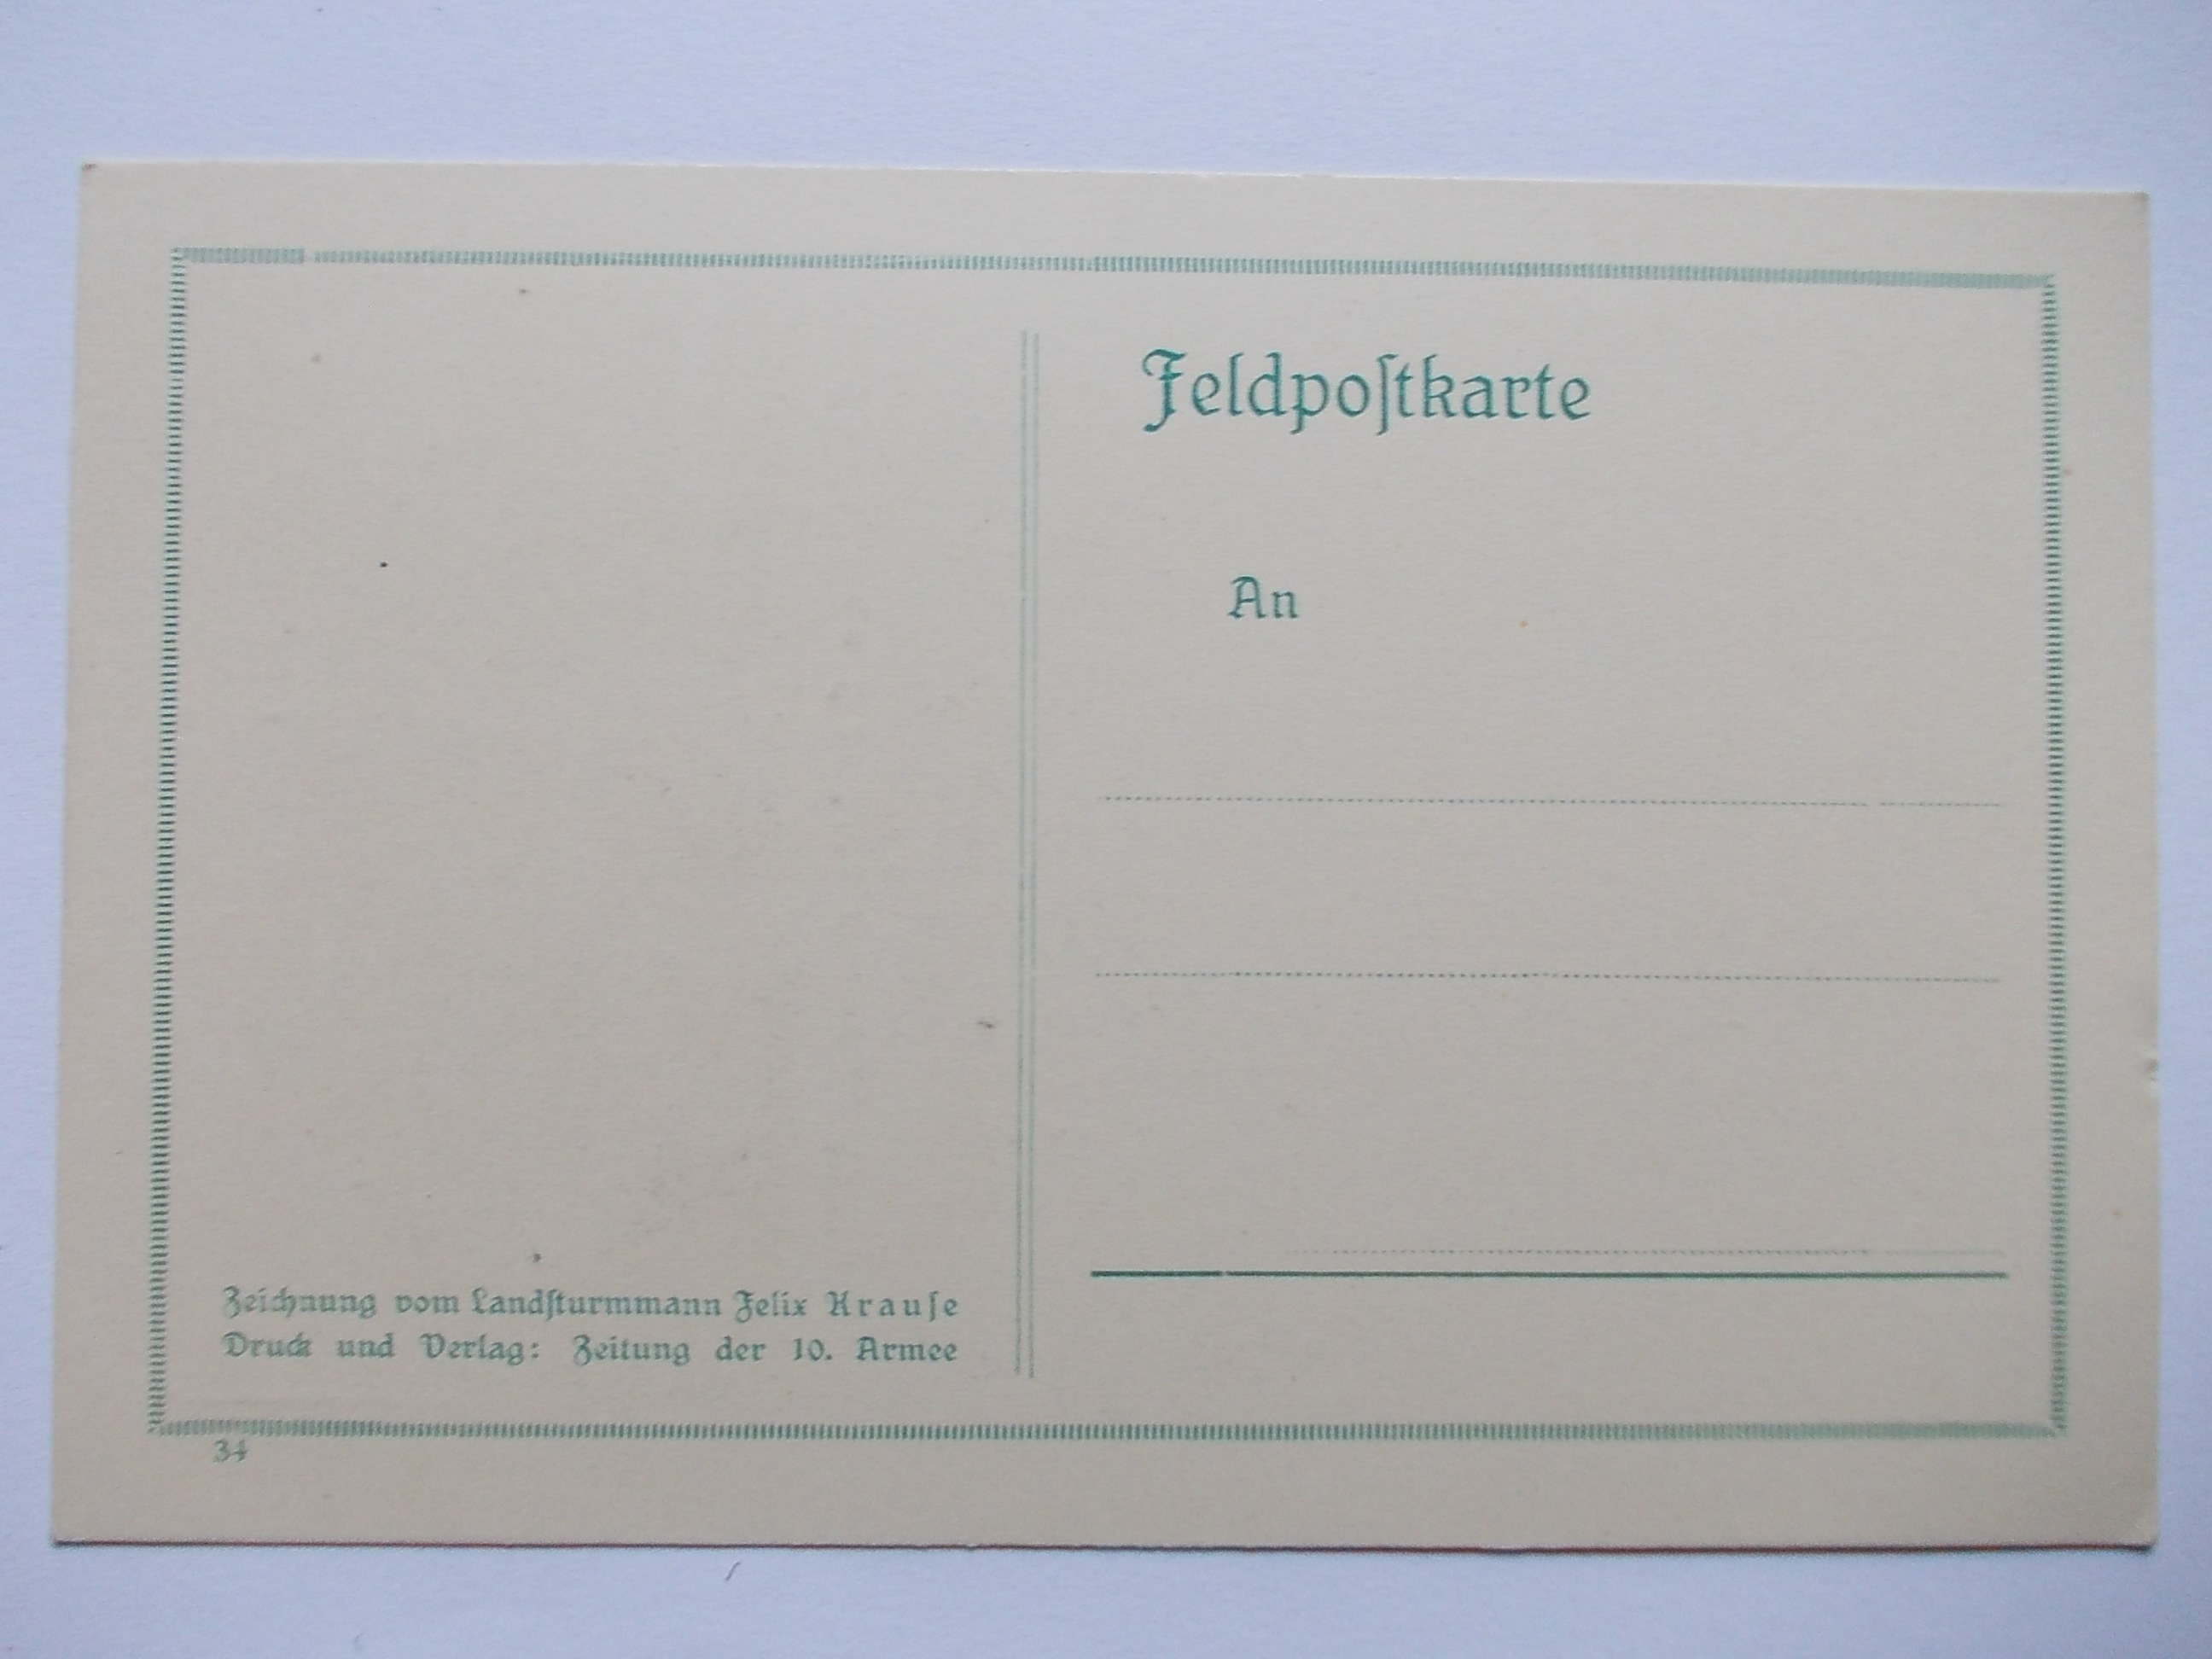 Feldpoſtkarte
An
Zeichnung vom Landſturmmann Felix Krauſe
Druck und Verlag: Zeitung der 10. Armee
34